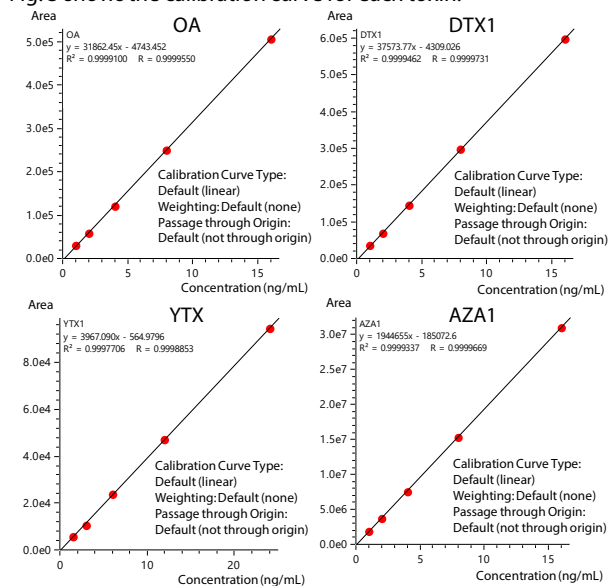 shows the calibration curve for each toxin.
Area
OA
OA
y = 31862.45x - 4743.452
R² = 0.9999100 R = 0.9999550
5.0e5
4.0e5
3.0e5
2.0e5
1.0e5
0.0e0
Calibration Curve Type:
Default (linear)
Weighting: Default (none)
Passage through Origin:
Default (not through origin)
0 5 10 15
Concentration (ng/mL)
Area
DTX1
DTX1
y = 37573.77x - 4309.026
R² = 0.9999462 R = 0.9999731
6.0e5
5.0e5
4.0e5
3.0e5
2.0e5
1.0e5
0.0e0
Calibration Curve Type:
Default (linear)
Weighting: Default (none)
Passage through Origin:
Default (not through origin)
0 5 10 15
Concentration (ng/mL)
Area
YTX
YTX1
y = 3967.090x - 564.9796
R² = 0.9997706 R = 0.9998853
8.0e4
6.0e4
4.0e4
2.0e4
0.0e0
Calibration Curve Type:
Default (linear)
Weighting: Default (none)
Passage through Origin:
Default (not through origin)
0 10 20
Concentration (ng/mL)
Area
AZA1
AZA1
y = 1944655x - 185072.6
R² = 0.9999337 R = 0.9999669
3.0e7
2.5e7
2.0e7
1.5e7
1.0e7
5.0e6
0.0e0
Calibration Curve Type:
Default (linear)
Weighting: Default (none)
Passage through Origin:
Default (not through origin)
0 5 10 15
Concentration (ng/mL)